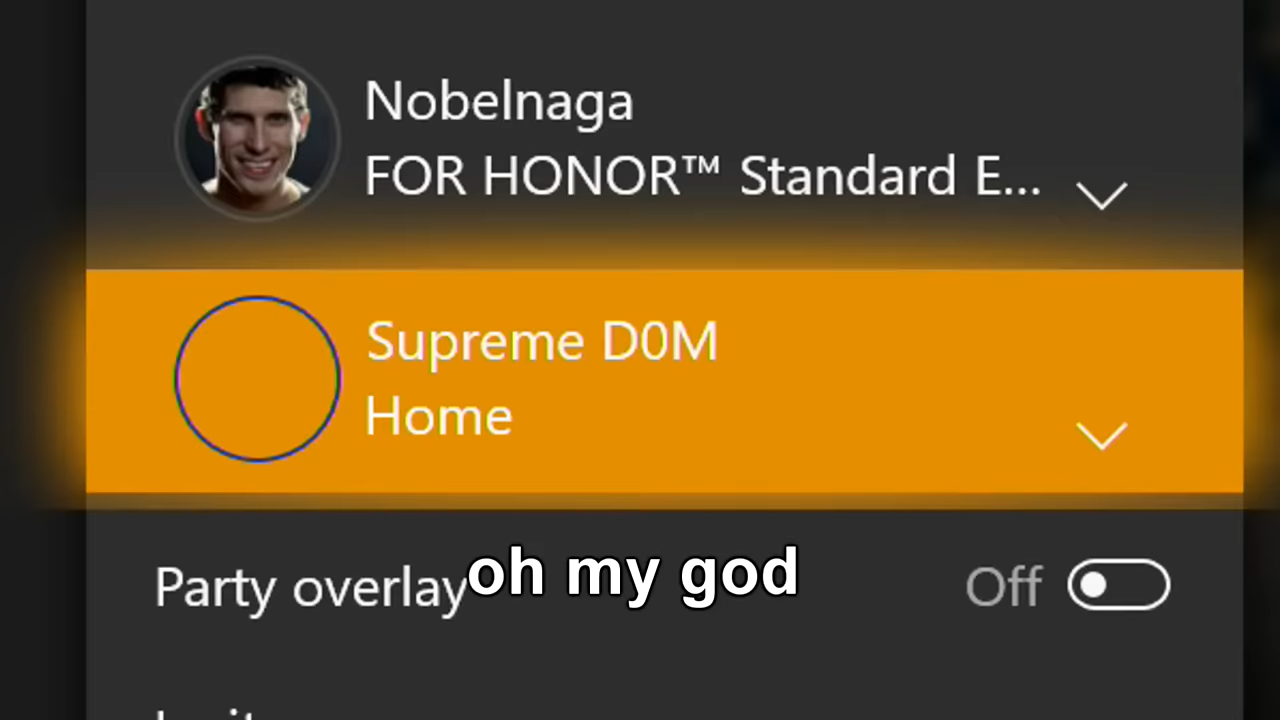 Nobelnaga
FOR HONOR™ Standard E...
Supreme D0M
Home
Party overlay
oh my god
Off